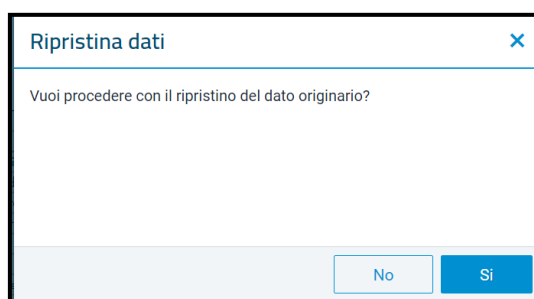 Ripristina dati
Vuoi procedere con il ripristino del dato originario?
No
Si